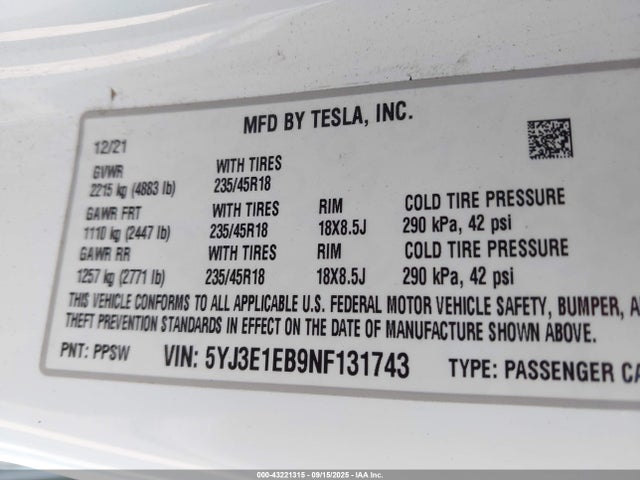 MFD BY TESLA, INC.
12/21
GVWR WITH TIRES
2215 kg (4883 lb) 235/45R18
GAWR FRT WITH TIRES RIM COLD TIRE PRESSURE
1110 kg (2447 lb) 235/45R18 18X8.5J 290 kPa, 42 psi
GAWR RR WITH TIRES RIM COLD TIRE PRESSURE
1257 kg (2771 lb) 235/45R18 18X8.5J 290 kPa, 42 psi
THIS VEHICLE CONFORMS TO ALL APPLICABLE U.S. FEDERAL MOTOR VEHICLE SAFETY, BUMPER, A
THEFT PREVENTION STANDARDS IN EFFECT ON THE DATE OF MANUFACTURE SHOWN ABOVE.
PNT: PPSW VIN: 5YJ3E1EB9NF131743 TYPE: PASSENGER CA
000-43221315 - 09/15/2025 - IAA Inc.